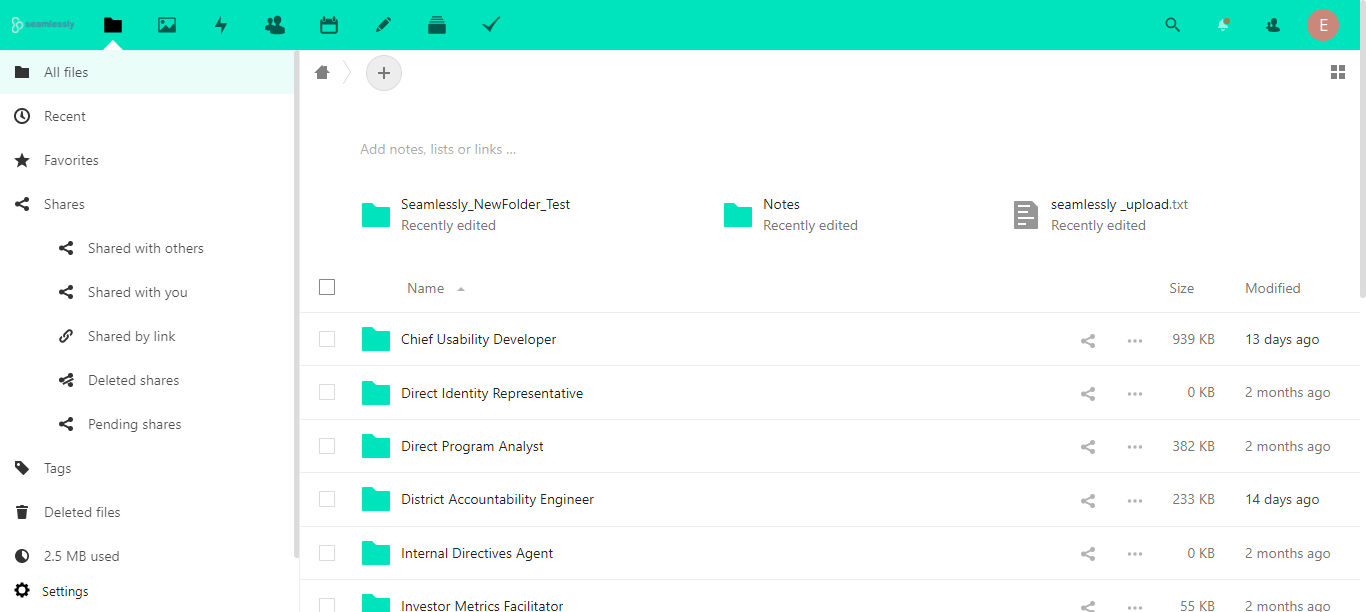 seamlessly
E
All files
Recent
Favorites
Shares
Shared with others
Shared with you
Shared by link
Deleted shares
Pending shares
Tags
Deleted files
2.5 MB used
Settings
Add notes, lists or links ...
Seamlessly_NewFolder_Test
Recently edited
Notes
Recently edited
seamlessly _upload.txt
Recently edited
Name Size Modified
Chief Usability Developer 939 KB 13 days ago
Direct Identity Representative 0 KB 2 months ago
Direct Program Analyst 382 KB 2 months ago
District Accountability Engineer 233 KB 14 days ago
Internal Directives Agent 0 KB 2 months ago
Investor Metrics Facilitator 55 KB 2 months ago